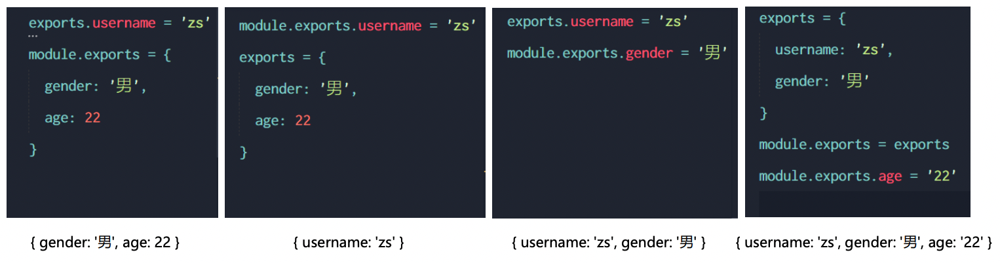 exports.username = 'zs'
module.exports = {
gender: '男',
age: 22
}
{ gender: '男', age: 22 }
module.exports.username = 'zs'
exports = {
gender: '男',
age: 22
}
{ username: 'zs' }
exports.username = 'zs'
module.exports.gender = '男'
{ username: 'zs', gender: '男' }
exports = {
username: 'zs',
gender: '男'
}
module.exports = exports
module.exports.age = '22'
{ username: 'zs', gender: '男', age: '22' }